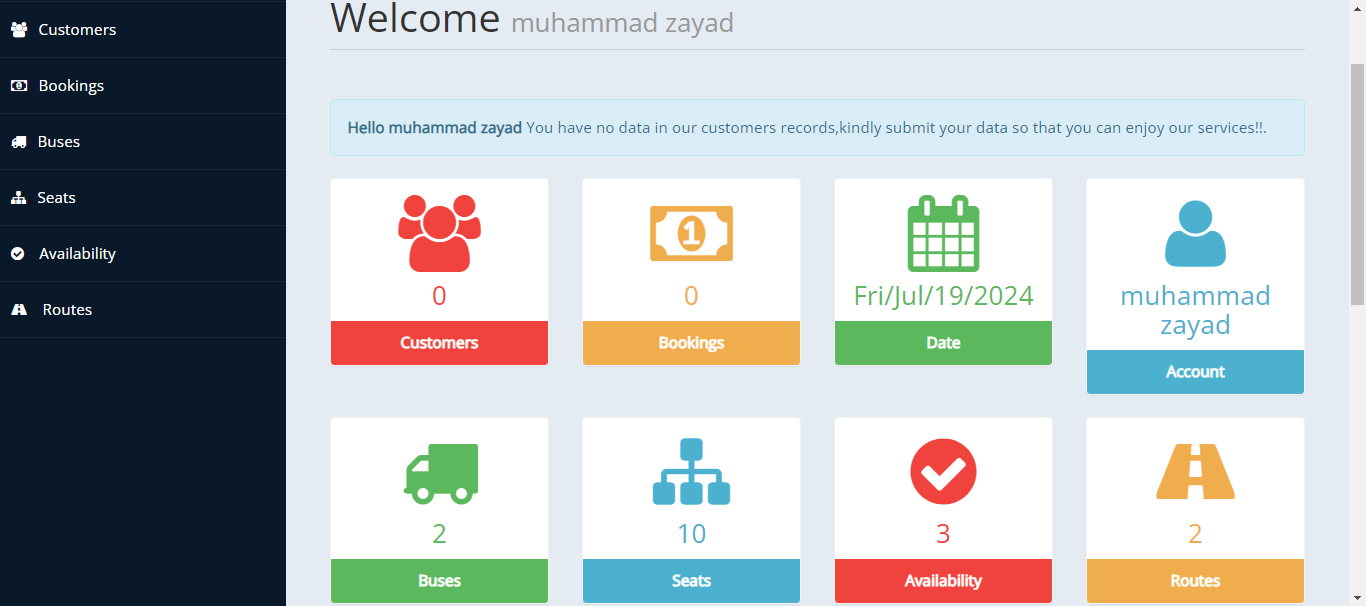 Customers
Bookings
Buses
Seats
Availability
Routes
Welcome muhammad zayad
Hello muhammad zayad You have no data in our customers records,kindly submit your data so that you can enjoy our services!!.
0
Customers
1
0
Bookings
Fri/Jul/19/2024
Date
muhammad
zayad
Account
2
Buses
10
Seats
3
Availability
2
Routes